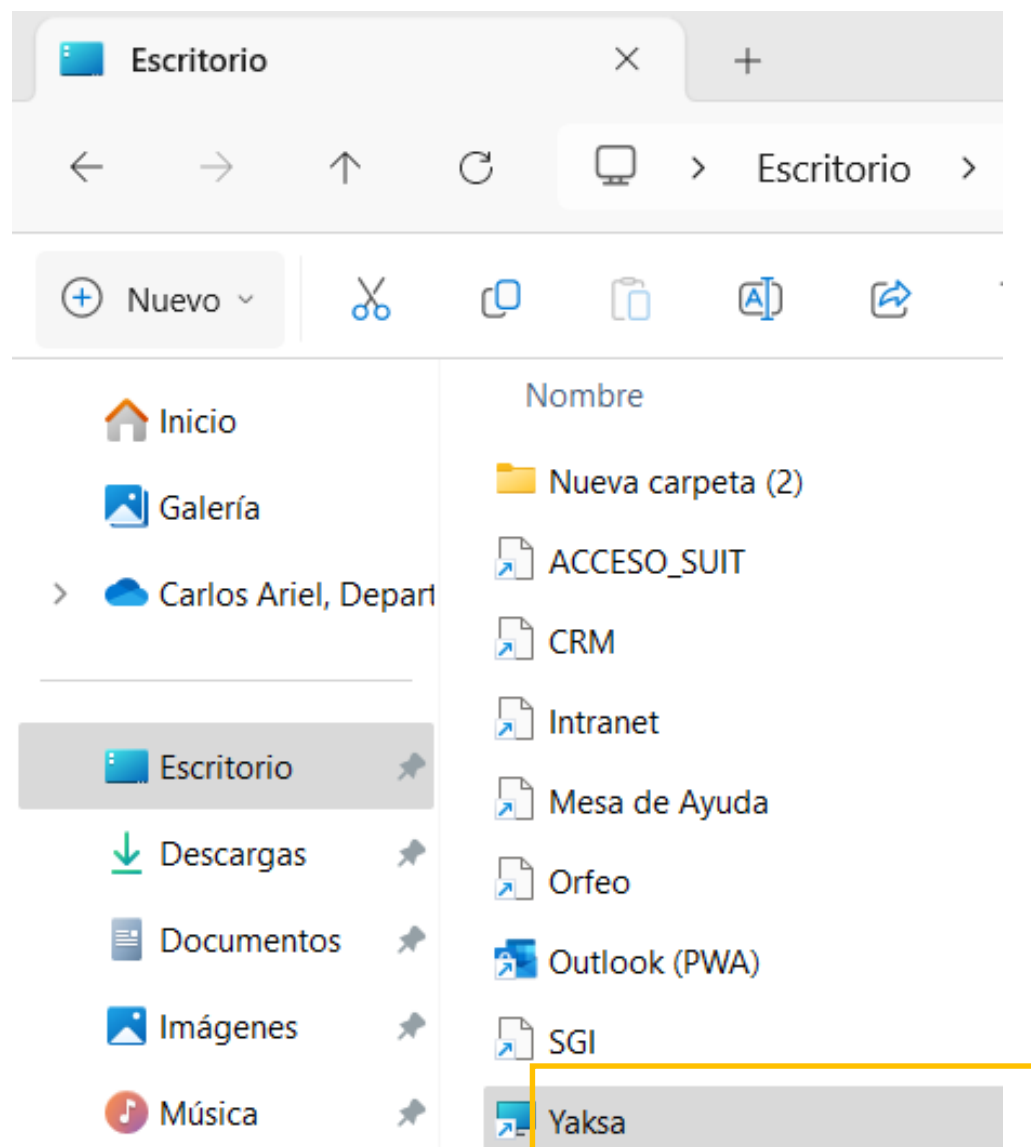 Escritorio
Escritorio
Nuevo
Nombre
Inicio
Galería
Carlos Ariel, Depart
Escritorio
Descargas
Documentos
Imágenes
Música
Nueva carpeta (2)
ACCESO_SUIT
CRM
Intranet
Mesa de Ayuda
Orfeo
Outlook (PWA)
SGI
Yaksa